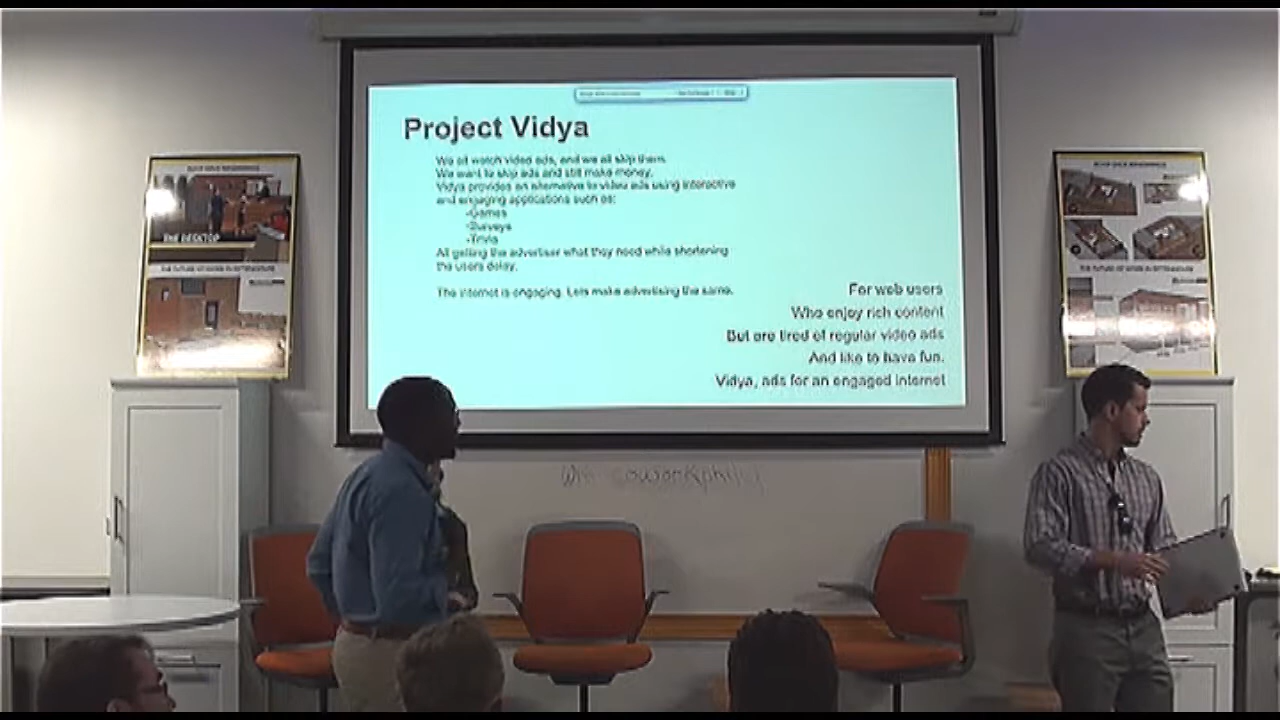 Project Vidya
We all watch video ads, and we all skip them.
We want to skip ads and still make money.
Vidya provides an alternative to video ads using interactive
and engaging applications such as:
-Games
-Surveys
-Trivia
All getting the advertiser what they need while shortening
the users delay.
The internet is engaging. Lets make advertising the same.
For web users
Who enjoy rich content
But are tired of regular video ads
And like to have fun.
Vidya, ads for an engaged internet
THE DESKTOP
coworkphilly